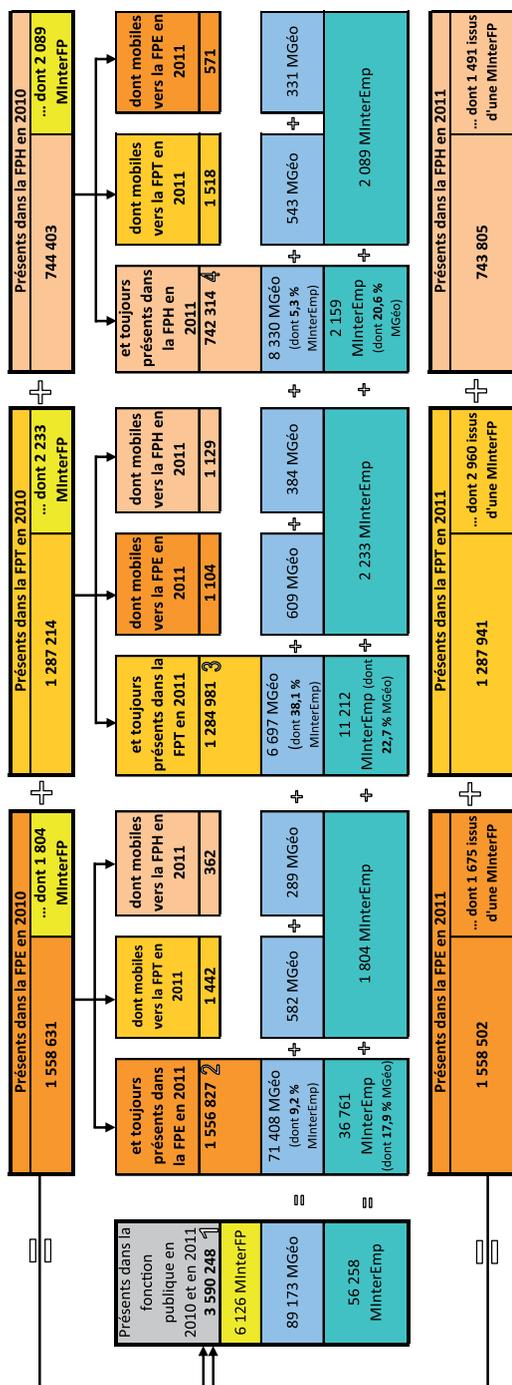 Présents dans la fonction publique en 2010 et en 2011
3 590 248 1
6 126 MInterFP
89 173 MGéo
56 258 MInterEmp
=
=
=
=
Présents dans la FPE en 2010
1 558 631
... dont 1 804 MInterFP
et toujours présents dans la FPE en 2011
1 556 827 2
dont mobiles vers la FPT en 2011
1 442
dont mobiles vers la FPH en 2011
362
71 408 MGéo
(dont 9,2 % MInterEmp)
+
582 MGéo
+
289 MGéo
36 761 MInterEmp
(dont 17,9 % MGéo)
+
1 804 MInterEmp
Présents dans la FPE en 2011
1 558 502
... dont 1 675 issus d'une MInterFP
+
+
+
+
Présents dans la FPT en 2010
1 287 214
... dont 2 233 MInterFP
et toujours présents dans la FPT en 2011
1 284 981 3
dont mobiles vers la FPE en 2011
1 104
dont mobiles vers la FPH en 2011
1 129
6 697 MGéo
(dont 38,1 % MInterEmp)
+
609 MGéo
+
384 MGéo
11 212 MInterEmp (dont 22,7 % MGéo)
+
2 233 MInterEmp
Présents dans la FPT en 2011
1 287 941
... dont 2 960 issus d'une MInterFP
+
+
+
+
Présents dans la FPH en 2010
744 403
... dont 2 089 MInterFP
et toujours présents dans la FPH en 2011
742 314 4
dont mobiles vers la FPT en 2011
1 518
dont mobiles vers la FPE en 2011
571
8 330 MGéo
(dont 5,3 % MInterEmp)
+
543 MGéo
+
331 MGéo
2 159 MInterEmp
(dont 20,6 % MGéo)
+
2 089 MInterEmp
Présents dans la FPH en 2011
743 805
... dont 1 491 issus d'une MInterFP